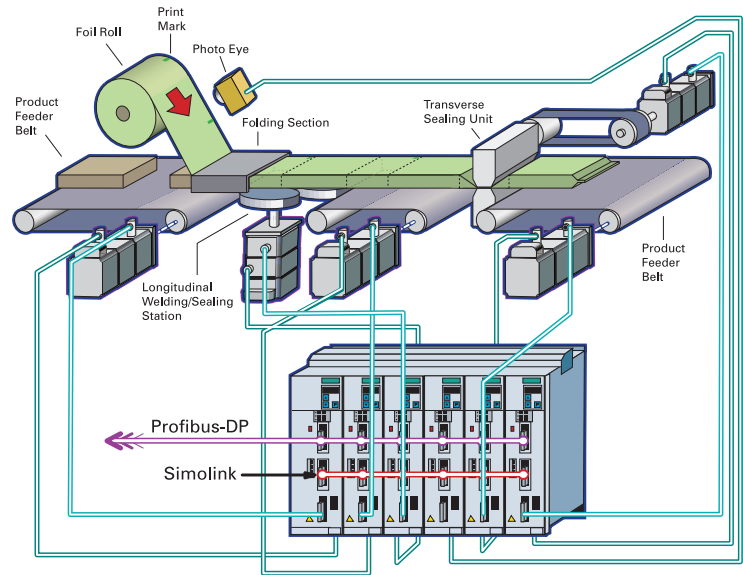 Print
Mark
Foil Roll
Photo Eye
Product
Feeder
Belt
Transverse
Sealing Unit
Folding Section
Product
Feeder
Belt
Longitudinal
Welding/Sealing
Station
Profibus-DP
Simolink